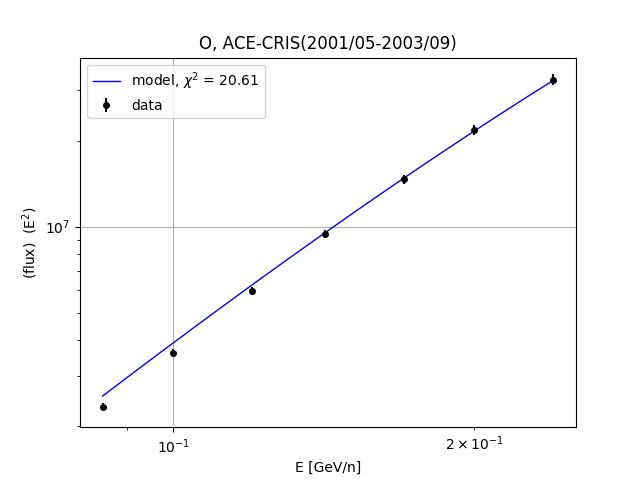 O, ACE-CRIS(2001/05-2003/09)
model, χ² = 20.61
data
(flux) (E²)
10⁷
10⁻¹
2 × 10⁻¹
E [GeV/n]